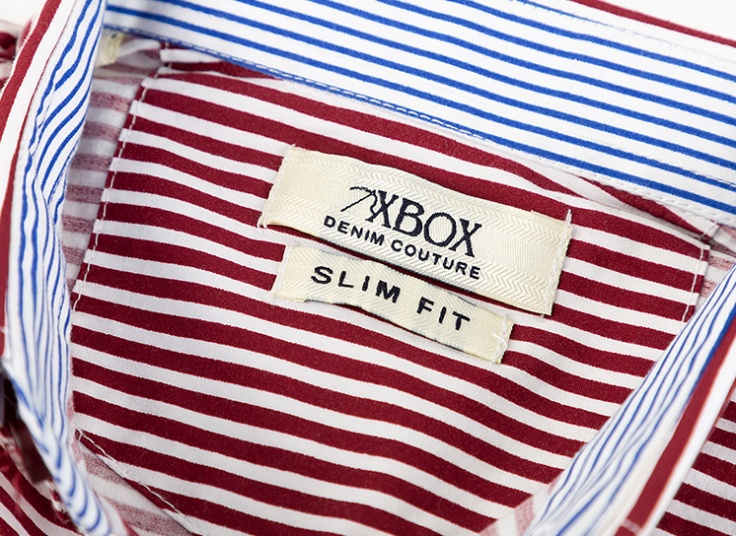 XBOX
DENIM COUTURE
SLIM FIT